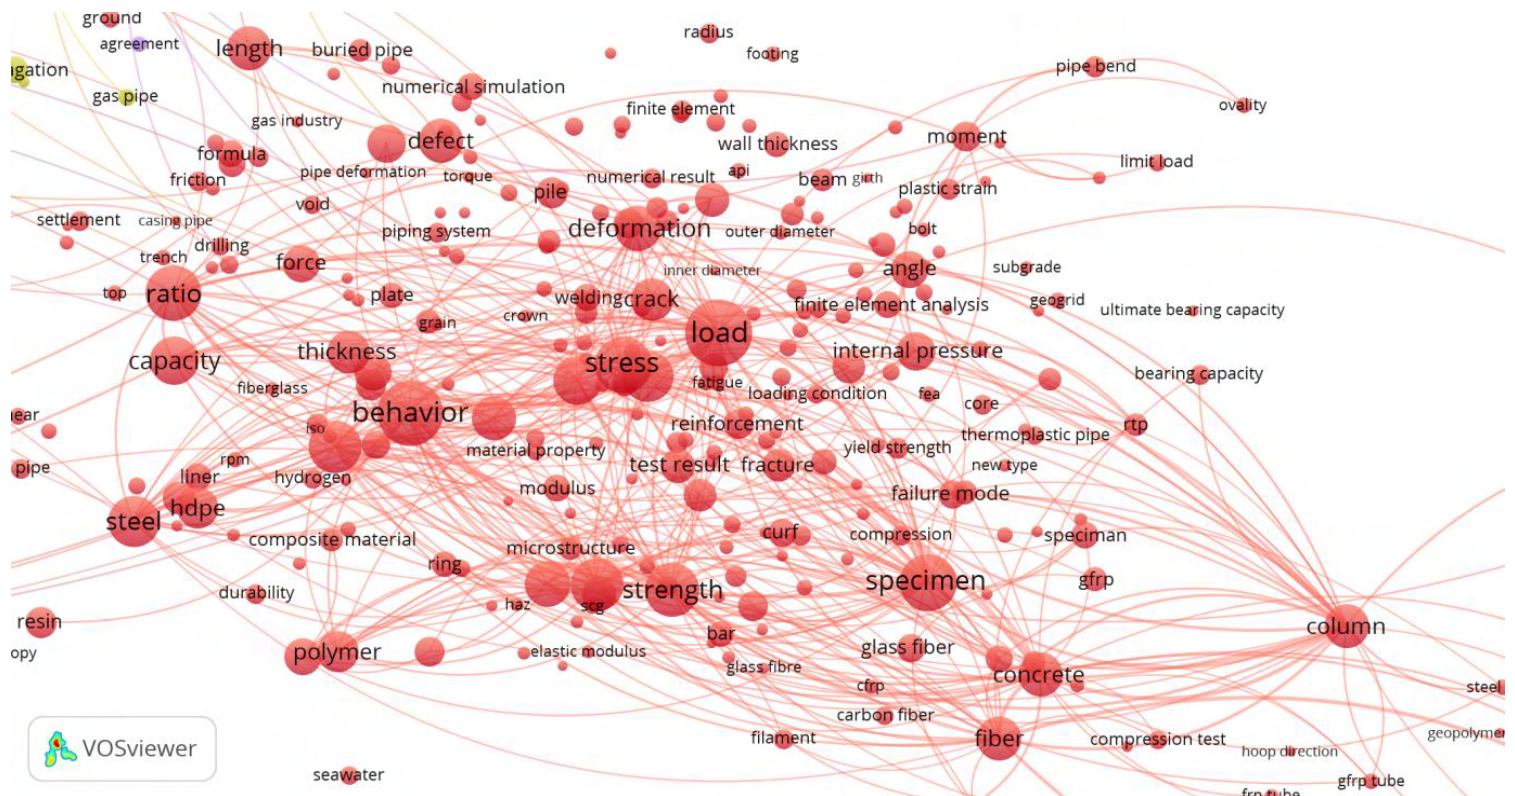 ground
agreement
length
buried pipe
radius
footing
agation
pipe bend
gas pipe
numerical simulation
ovality
gas industry
finite element
defect
wall thickness
moment
formula
limit load
friction
pipe deformation
torque
numerical result
api
beam
girth
plastic strain
pile
void
settlement
casing pipe
piping system
deformation
outer diameter
bolt
drilling
trench
force
inner diameter
angle
subgrade
top
ratio
plate
welding
crack
finite element analysis
geogrid
ultimate bearing capacity
grain
crown
load
thickness
internal pressure
capacity
stress
bearing capacity
fiberglass
fatigue
loading condition
fea
core
ear
behavior
iso
reinforcement
rtp
thermoplastic pipe
yield strength
material property
pipe
rpm
liner
hydrogen
test result
fracture
new type
modulus
failure mode
hdpe
steel
composite material
curf
compression
speciman
microstructure
ring
durability
strength
specimen
gfrp
haz
scg
resin
bar
column
opy
polymer
elastic modulus
glass fiber
glass fibre
concrete
cfrp
steel
carbon fiber
filament
fiber
compression test
hoop direction
geopolymer
VOSviewer
seawater
gfrp tube
frp tube